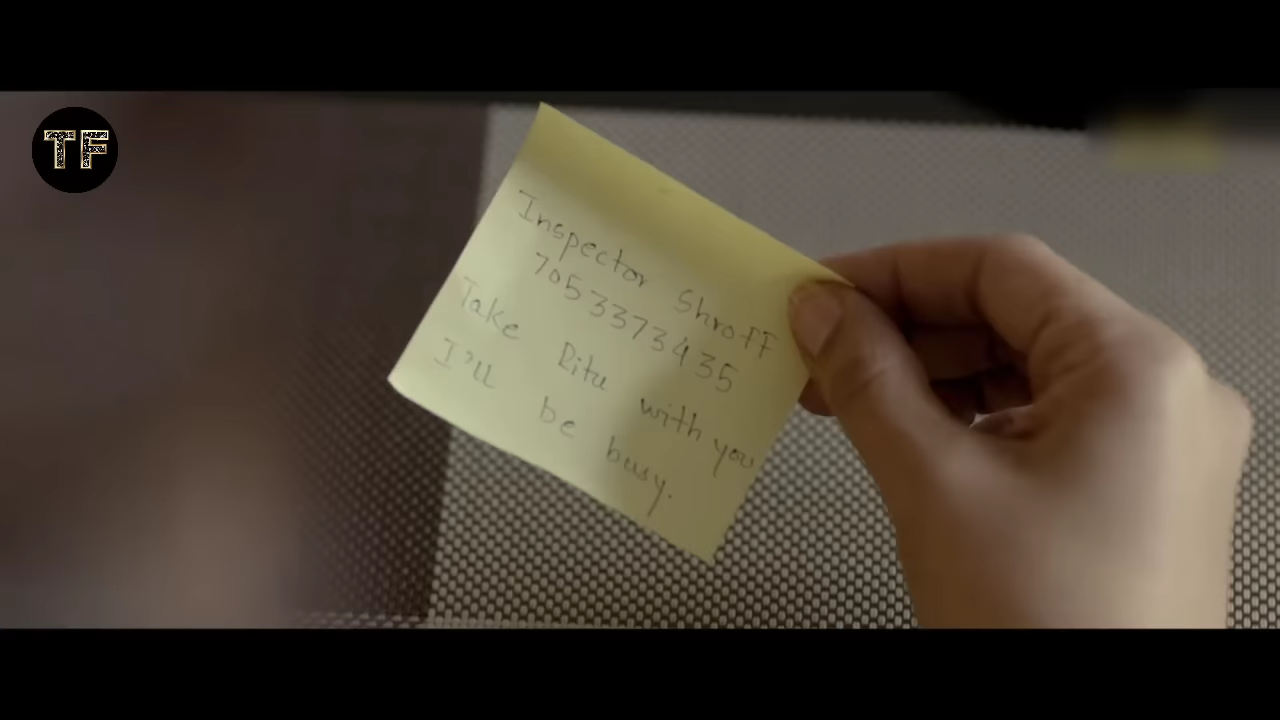 TF
Inspector Shroff
7053373435
Take Ritu with you
I'll be busy.